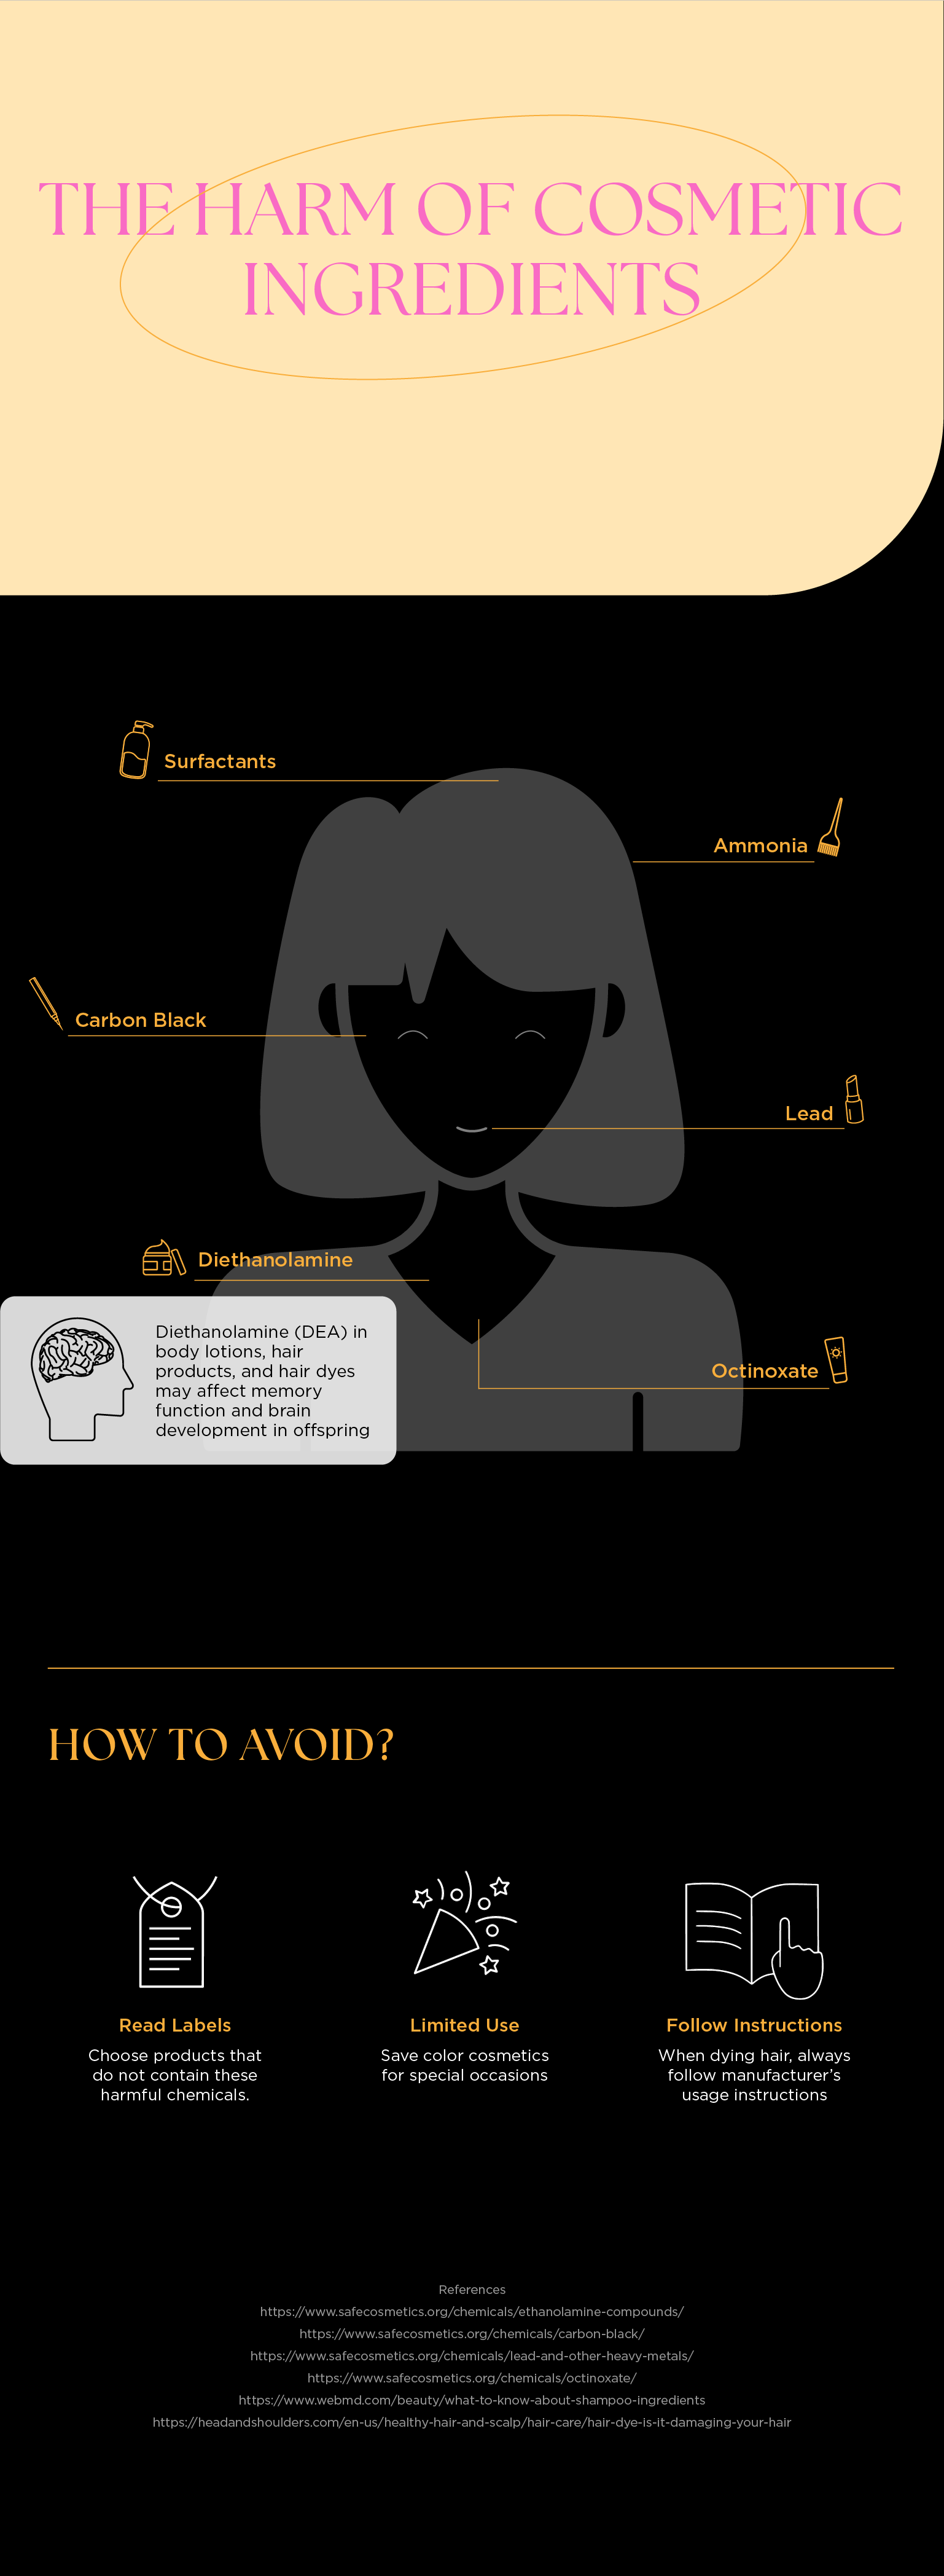 THE HARM OF COSMETIC
INGREDIENTS
Surfactants
Ammonia
Carbon Black
Lead
Diethanolamine
Diethanolamine (DEA) in
body lotions, hair
products, and hair dyes
may affect memory
function and brain
development in offspring
Octinoxate
HOW TO AVOID?
Read Labels
Choose products that
do not contain these
harmful chemicals.
Limited Use
Save color cosmetics
for special occasions
Follow Instructions
When dying hair, always
follow manufacturer's
usage instructions
References
https://www.safecosmetics.org/chemicals/ethanolamine-compounds/
https://www.safecosmetics.org/chemicals/carbon-black/
https://www.safecosmetics.org/chemicals/lead-and-other-heavy-metals/
https://www.safecosmetics.org/chemicals/octinoxate/
https://www.webmd.com/beauty/what-to-know-about-shampoo-ingredients
https://headandshoulders.com/en-us/healthy-hair-and-scalp/hair-care/hair-dye-is-it-damaging-your-hair